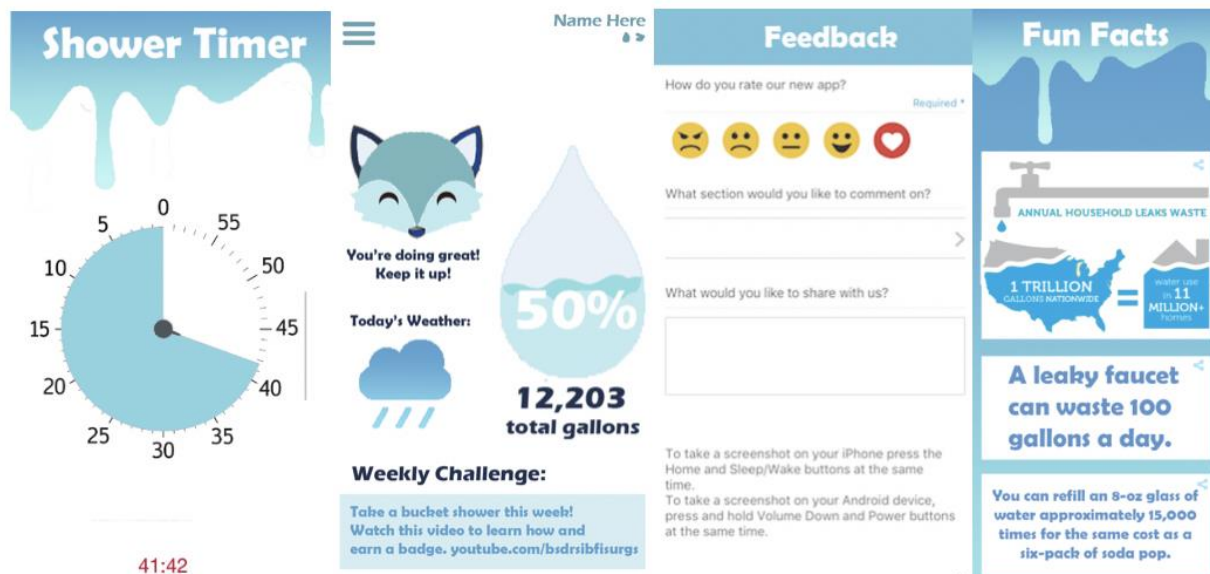 Shower Timer
0
5
10
15
20
25
30
35
40
45
50
55
41:42
Name Here
You're doing great!
Keep it up!
Today's Weather:
50%
12,203
total gallons
Weekly Challenge:
Take a bucket shower this week!
Watch this video to learn how and
earn a badge. youtube.com/bsdrsibfisurgs
Feedback
How do you rate our new app?
Required *
What section would you like to comment on?
What would you like to share with us?
To take a screenshot on your iPhone press the
Home and Sleep/Wake buttons at the same
time.
To take a screenshot on your Android device,
press and hold Volume Down and Power buttons
at the same time.
Fun Facts
ANNUAL HOUSEHOLD LEAKS WASTE
1 TRILLION
GALLONS NATIONWIDE
=
water use
in 11
MILLION+
homes
A leaky faucet
can waste 100
gallons a day.
You can refill an 8-oz glass of
water approximately 15,000
times for the same cost as a
six-pack of soda pop.